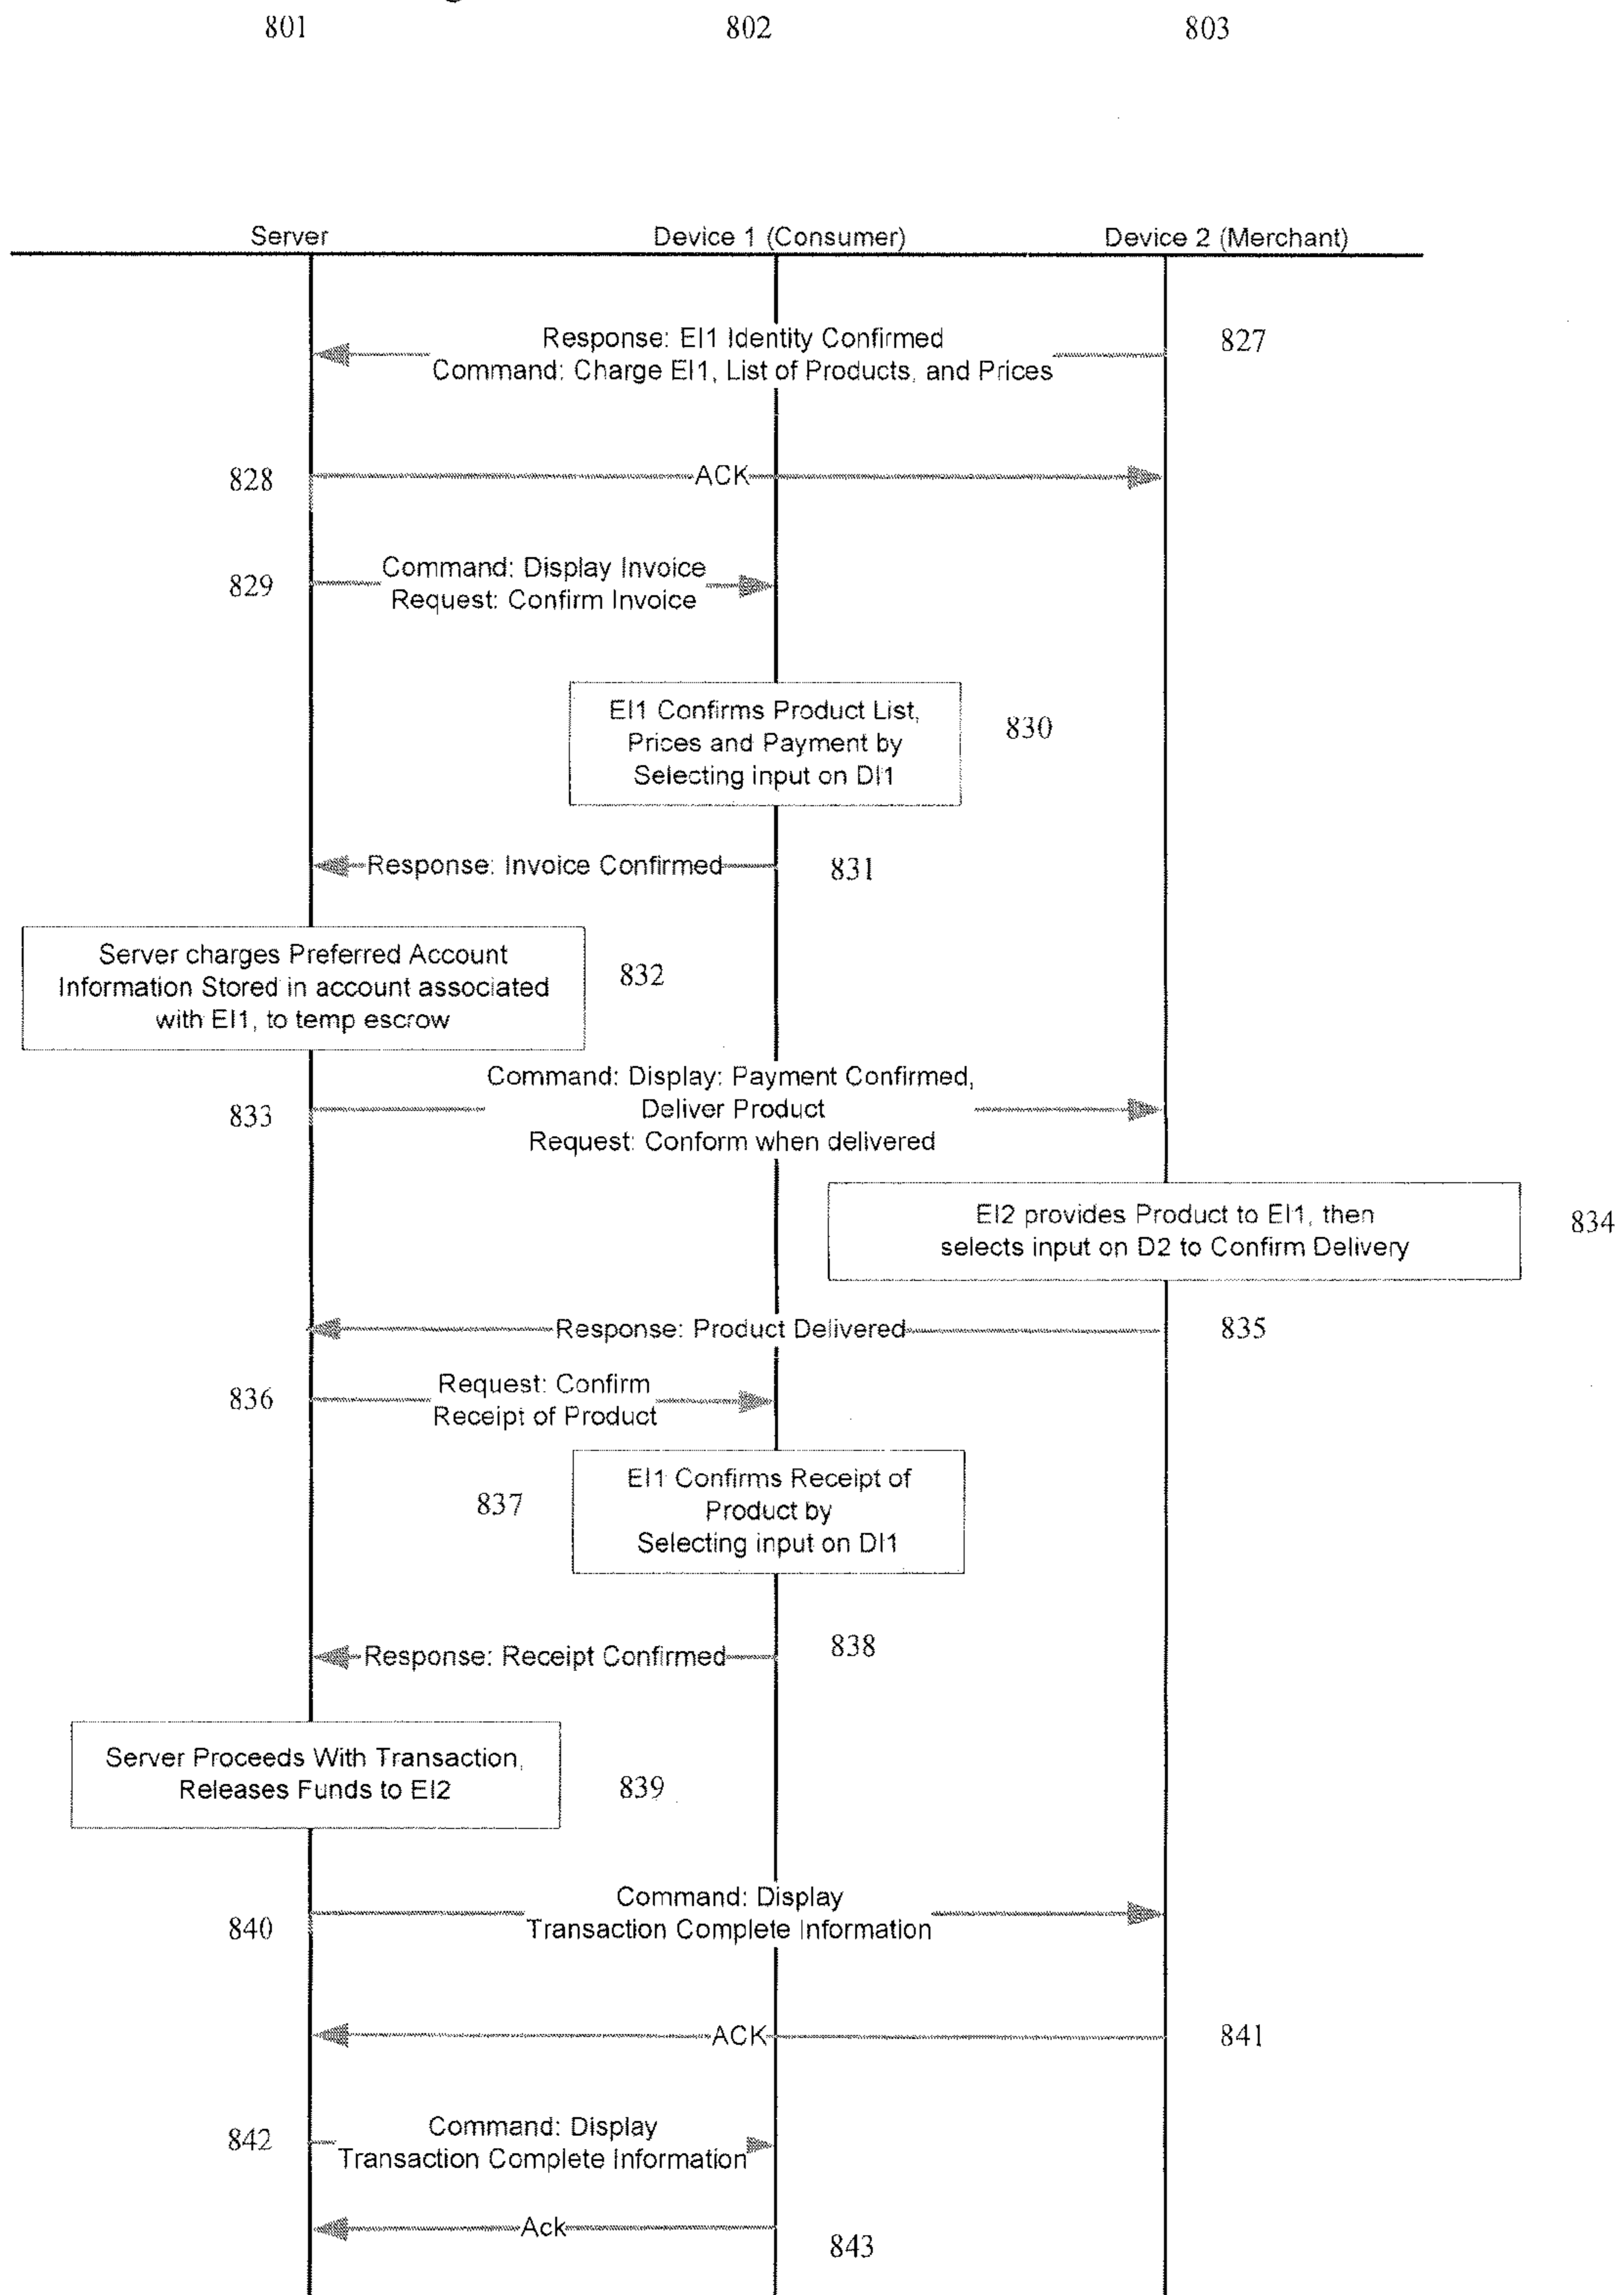 801 802 803
Server Device 1 (Consumer) Device 2 (Merchant)
Response: EI1 Identity Confirmed
Command: Charge EI1, List of Products, and Prices
827
828
ACK
829
Command: Display Invoice
Request: Confirm Invoice
EI1 Confirms Product List,
Prices and Payment by
Selecting input on DI1
830
Response: Invoice Confirmed
831
Server charges Preferred Account
Information Stored in account associated
with EI1, to temp escrow
832
833
Command: Display: Payment Confirmed,
Deliver Product
Request: Conform when delivered
EI2 provides Product to EI1, then
selects input on D2 to Confirm Delivery
834
Response: Product Delivered
835
836
Request: Confirm
Receipt of Product
837
EI1 Confirms Receipt of
Product by
Selecting input on DI1
Response: Receipt Confirmed
838
Server Proceeds With Transaction,
Releases Funds to EI2
839
840
Command: Display
Transaction Complete Information
ACK
841
842
Command: Display
Transaction Complete Information
Ack
843